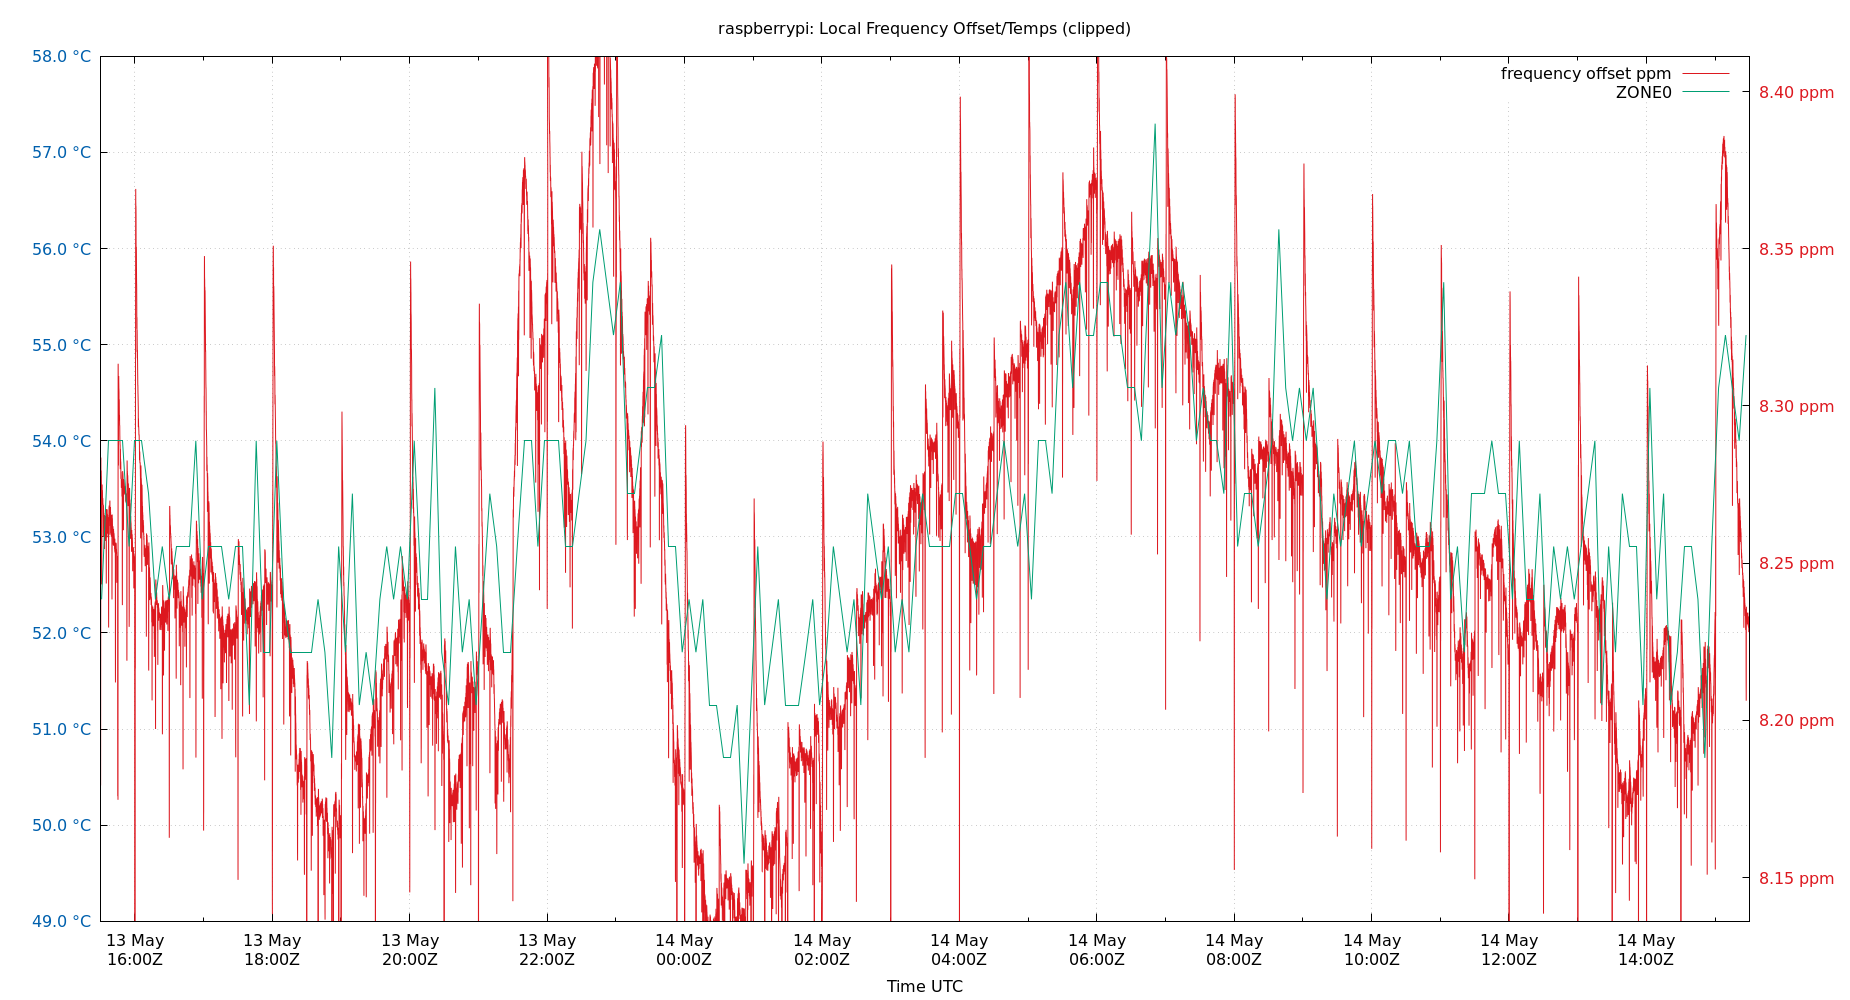 raspberrypi: Local Frequency Offset/Temps (clipped)
58.0 °C
57.0 °C
56.0 °C
55.0 °C
54.0 °C
53.0 °C
52.0 °C
51.0 °C
50.0 °C
49.0 °C
frequency offset ppm
ZONE0
8.40 ppm
8.35 ppm
8.30 ppm
8.25 ppm
8.20 ppm
8.15 ppm
13 May 13 May 13 May 13 May 14 May 14 May 14 May 14 May 14 May 14 May 14 May 14 May
16:00Z 18:00Z 20:00Z 22:00Z 00:00Z 02:00Z 04:00Z 06:00Z 08:00Z 10:00Z 12:00Z 14:00Z
Time UTC